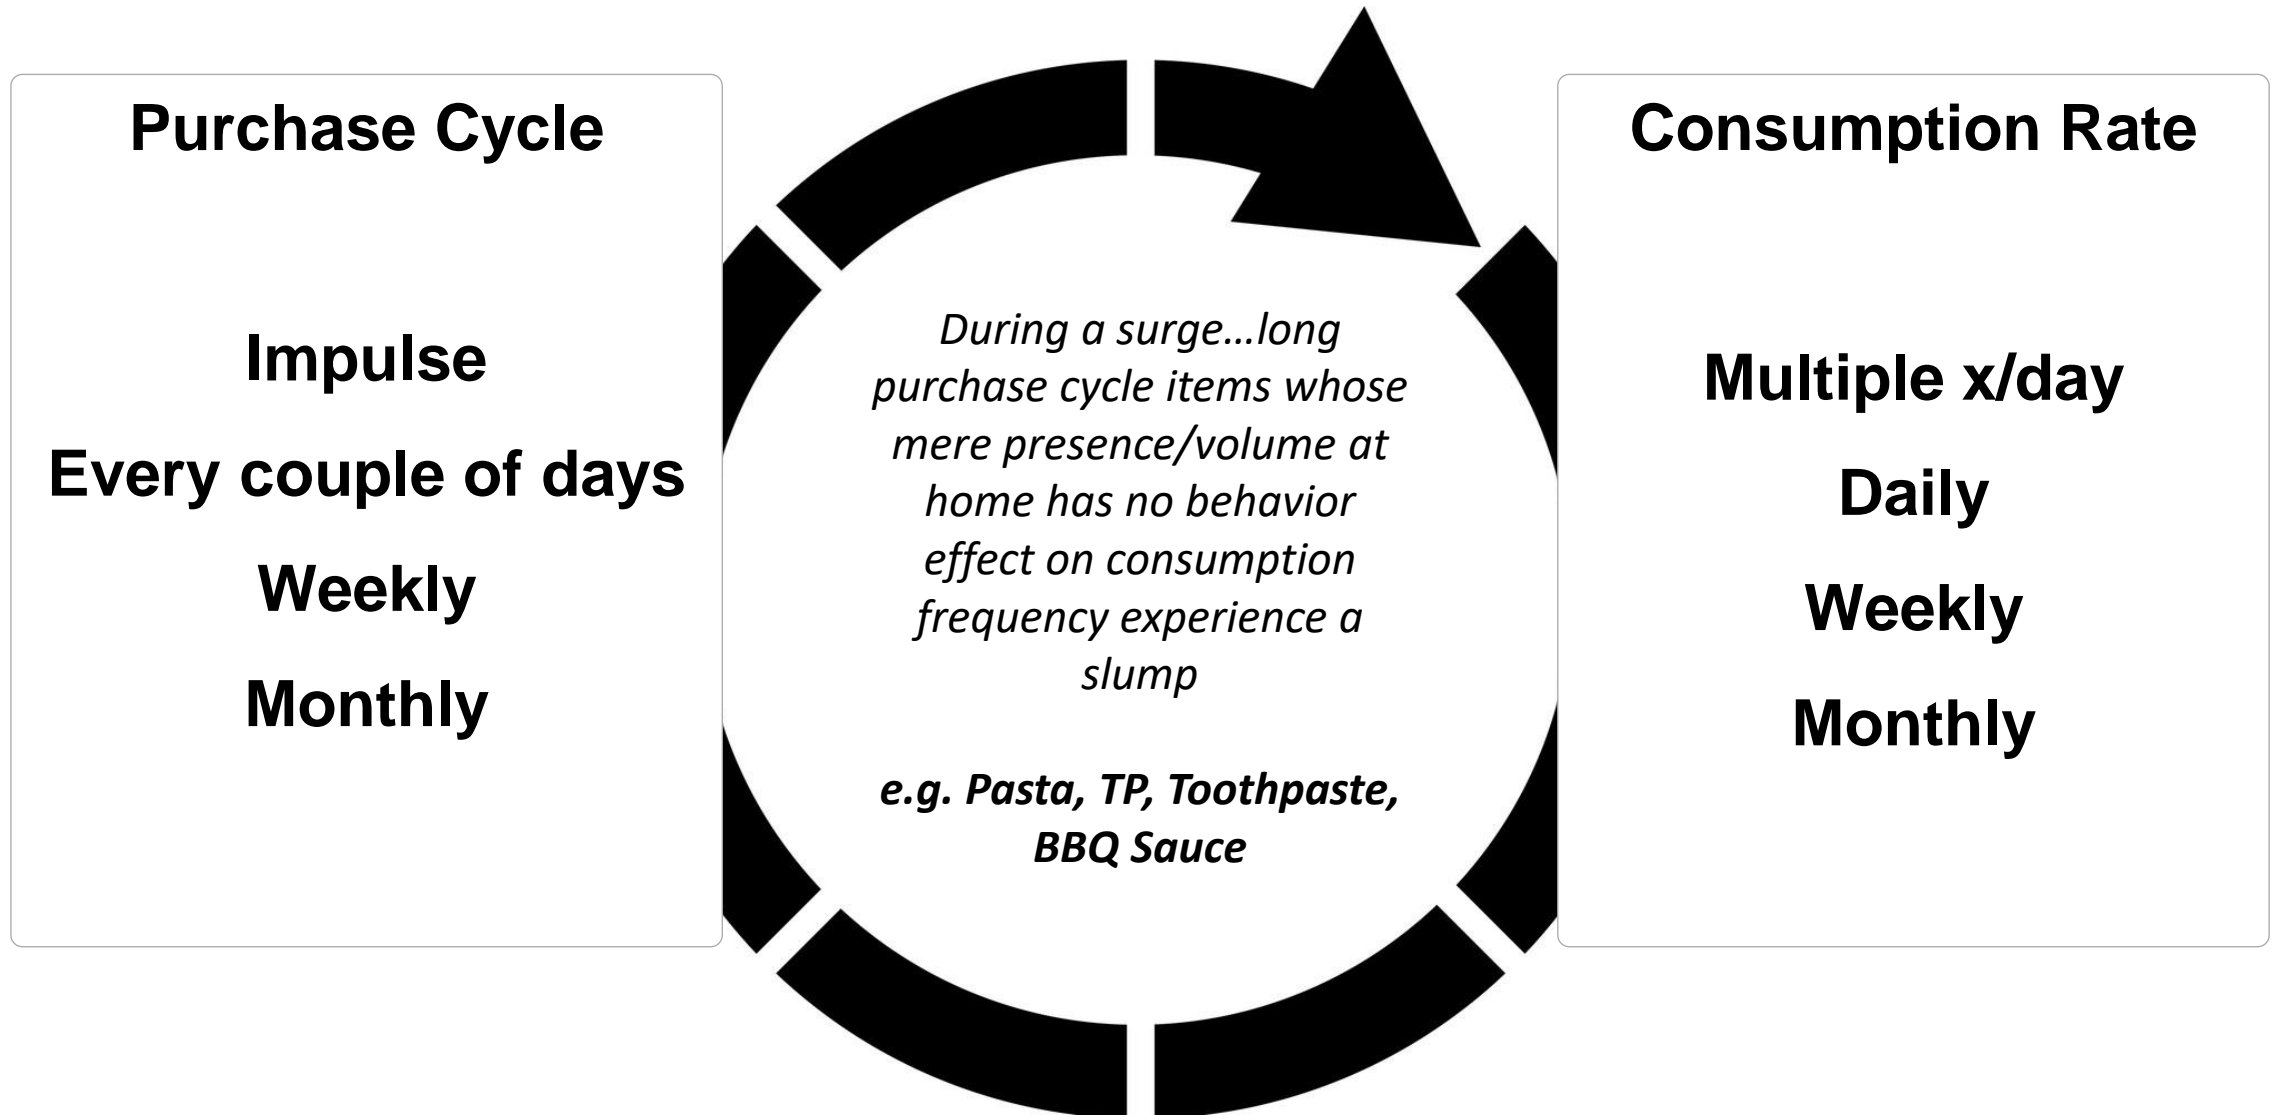 Purchase Cycle
Impulse
Every couple of days
Weekly
Monthly
During a surge…long
purchase cycle items whose
mere presence/volume at
home has no behavior
effect on consumption
frequency experience a
slump
e.g. Pasta, TP, Toothpaste,
BBQ Sauce
Consumption Rate
Multiple x/day
Daily
Weekly
Monthly